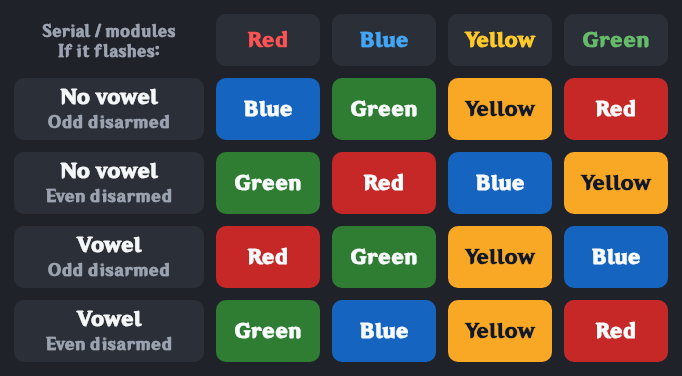 Serial / modules
If it flashes:
Red Blue Yellow Green
No vowel
Odd disarmed
Blue Green Yellow Red
No vowel
Even disarmed
Green Red Blue Yellow
Vowel
Odd disarmed
Red Green Yellow Blue
Vowel
Even disarmed
Green Blue Yellow Red